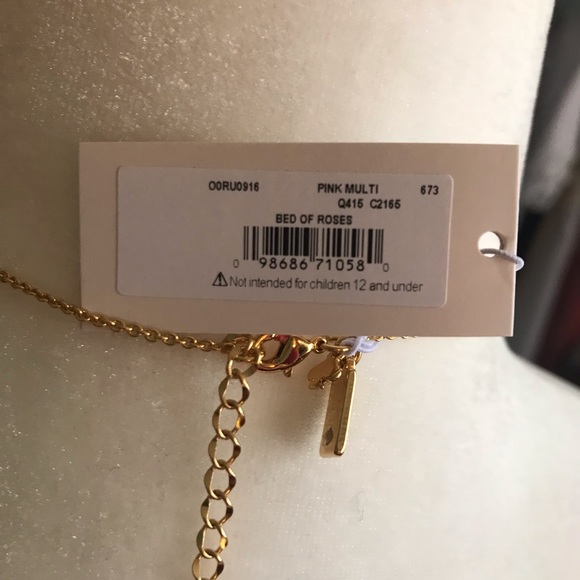 O0RU0916 PINK MULTI 673
Q415 C2165
BED OF ROSES
0 98686 71058 0
⚠Not intended for children 12 and under